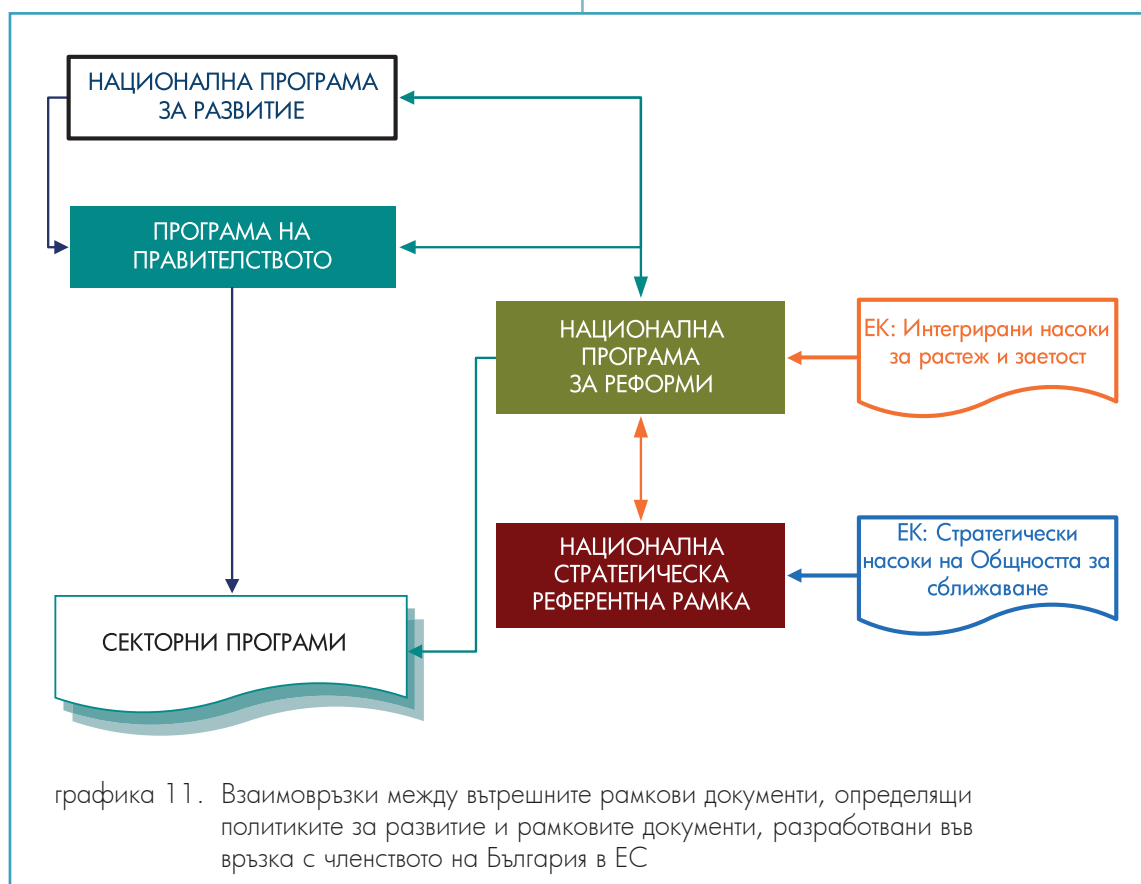 НАЦИОНАЛНА ПРОГРАМА
ЗА РАЗВИТИЕ
ПРОГРАМА НА
ПРАВИТЕЛСТВОТО
НАЦИОНАЛНА
ПРОГРАМА
ЗА РЕФОРМИ
ЕК: Интегрирани насоки
за растеж и заетост
НАЦИОНАЛНА
СТРАТЕГИЧЕСКА
РЕФЕРЕНТНА РАМКА
ЕК: Стратегически
насоки на Общността за
сближаване
СЕКТОРНИ ПРОГРАМИ
графика 11. Взаимовръзки между вътрешните рамкови документи, определящи
политиките за развитие и рамковите документи, разработвани във
връзка с членството на България в ЕС